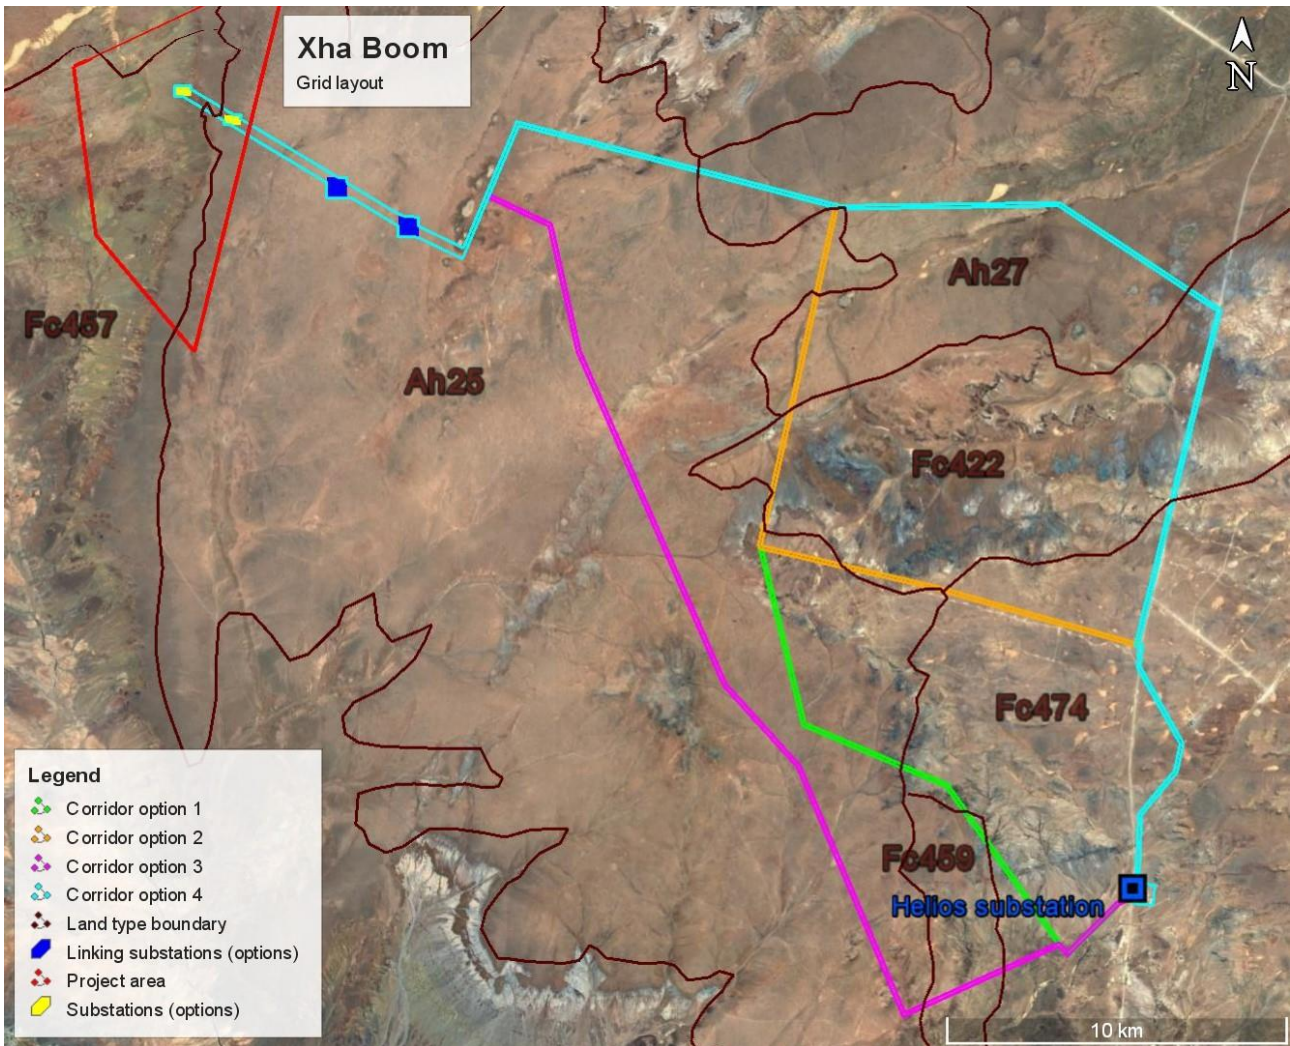 Xha Boom
Grid layout
N
Fc457
Ah25
Ah27
Fc422
Fc474
Fc459
Helios substation
Legend
Corridor option 1
Corridor option 2
Corridor option 3
Corridor option 4
Land type boundary
Linking substations (options)
Project area
Substations (options)
10 km